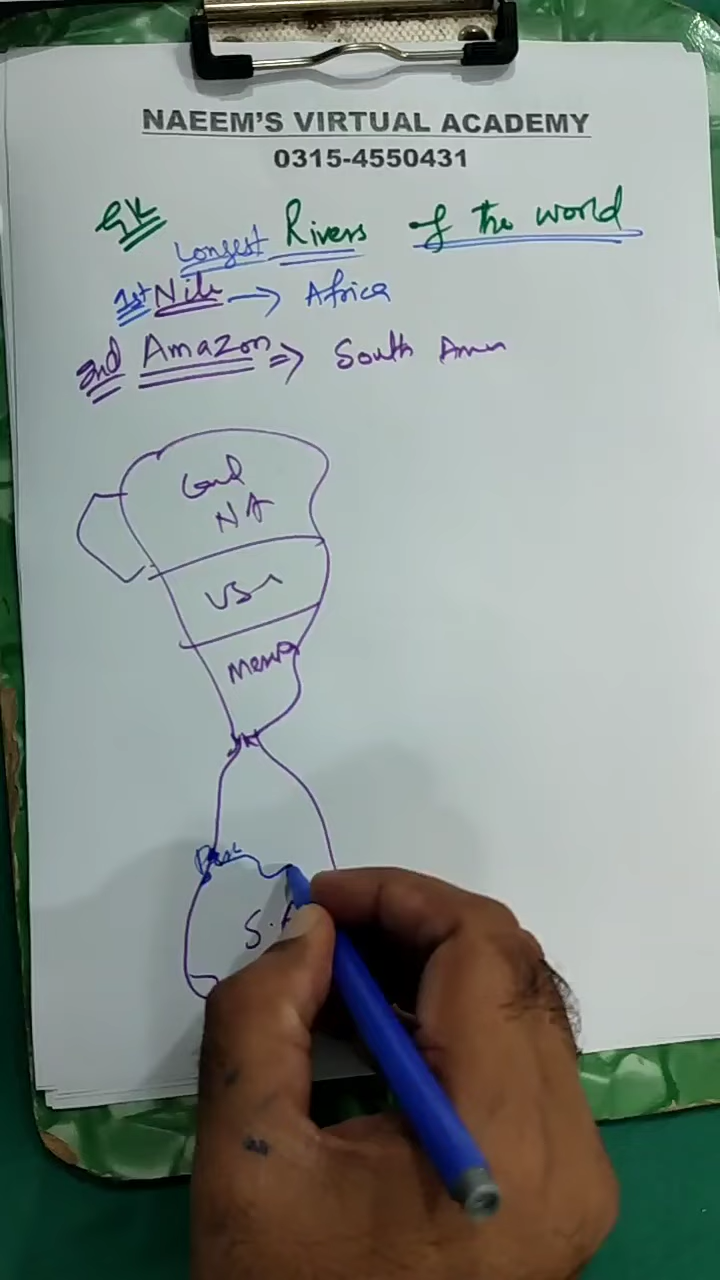 NAEEM'S VIRTUAL ACADEMY
0315-4550431
GK
Longest Rivers of the world
1st Nile → Africa
2nd Amazon => South Amer
NA
USA
S.A